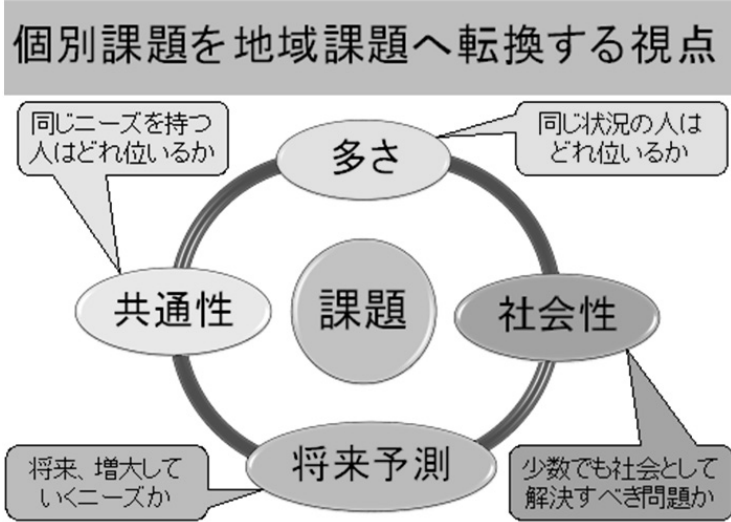 個別課題を地域課題へ転換する視点
同じニーズを持つ
人はどれ位いるか
同じ状況の人は
どれ位いるか
多さ
共通性
課題
社会性
将来予測
将来、増大して
いくニーズか
少数でも社会として
解決すべき問題か